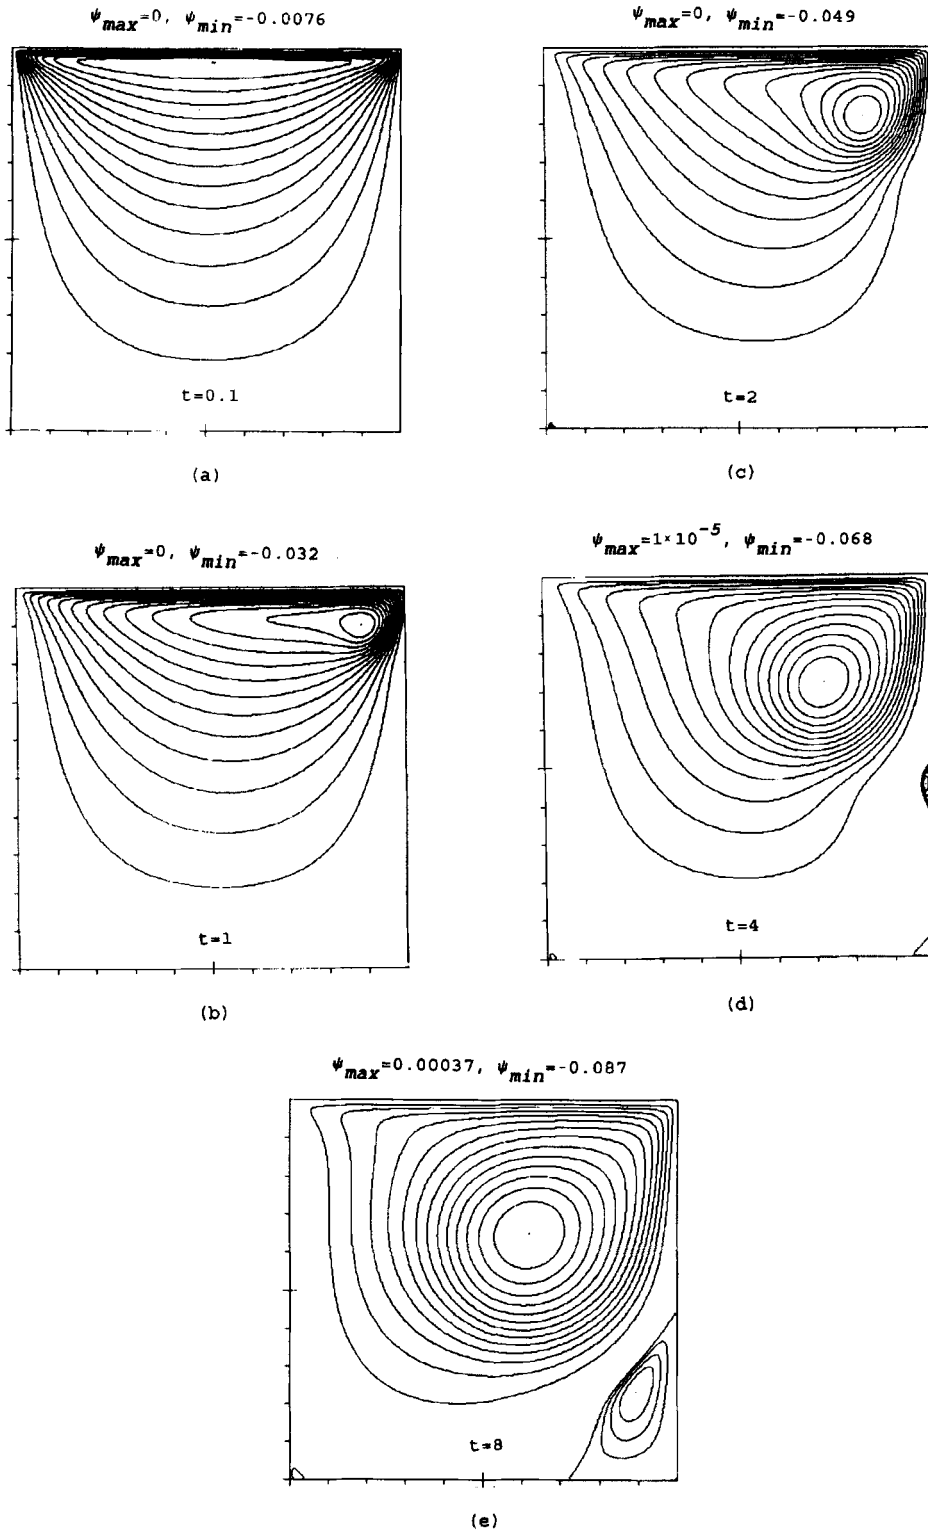 ψmax=0, ψmin=-0.0076
t=0.1
(a)
ψmax=0, ψmin=-0.049
t=2
(c)
ψmax=0, ψmin=-0.032
t=1
(b)
ψmax=1×10^-5, ψmin=-0.068
t=4
(d)
ψmax=0.00037, ψmin=-0.087
t=8
(e)